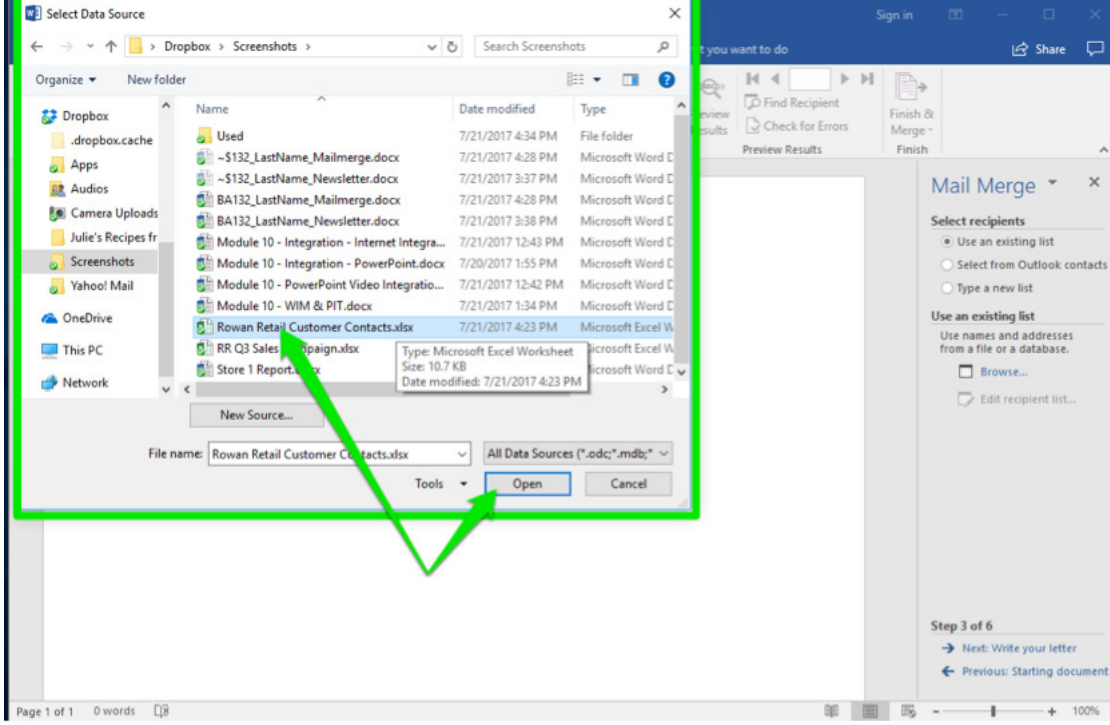 Select Data Source
Sign in
Dropbox > Screenshots >
Search Screenshots
t you want to do
Share
Organize
New folder
Name
Date modified
Type
Dropbox
.dropbox.cache
Apps
Audios
Camera Uploads
Julie's Recipes fr
Screenshots
Yahoo! Mail
OneDrive
This PC
Network
Used 7/21/2017 4:34 PM File folder
~$132_LastName_Mailmerge.docx 7/21/2017 4:28 PM Microsoft Word D
~$132_LastName_Newsletter.docx 7/21/2017 3:37 PM Microsoft Word D
BA132_LastName_Mailmerge.docx 7/21/2017 4:28 PM Microsoft Word D
BA132_LastName_Newsletter.docx 7/21/2017 3:38 PM Microsoft Word D
Module 10 - Integration - Internet Integra... 7/21/2017 12:43 PM Microsoft Word D
Module 10 - Integration - PowerPoint.docx 7/20/2017 1:55 PM Microsoft Word D
Module 10 - PowerPoint Video Integratio... 7/21/2017 12:42 PM Microsoft Word D
Module 10 - WIM & PIT.docx 7/21/2017 1:34 PM Microsoft Word D
Rowan Retail Customer Contacts.xlsx 7/21/2017 4:23 PM Microsoft Excel W
RR Q3 Sales paign.xlsx icrosoft Excel W
Store 1 Report. icrosoft Word D
Type: Microsoft Excel Worksheet
Size: 10.7 KB
Date modified: 7/21/2017 4:23 PM
New Source...
File name: Rowan Retail Customer Contacts.xlsx
All Data Sources (*.odc;*.mdb;*
Tools
Open
Cancel
eview
esults
Find Recipient
Check for Errors
Preview Results
Finish &
Merge
Finish
Mail Merge
Select recipients
Use an existing list
Select from Outlook contacts
Type a new list
Use an existing list
Use names and addresses
from a file or a database.
Browse...
Edit recipient list...
Step 3 of 6
Next: Write your letter
Previous: Starting document
Page 1 of 1
0 words
100%